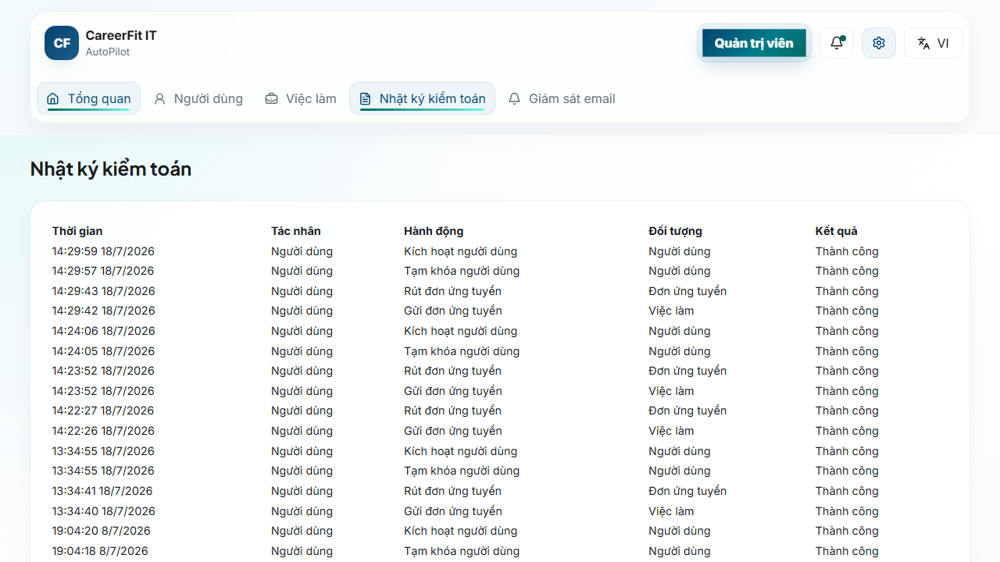 CF
CareerFit IT
AutoPilot
Quản trị viên
VI
Tổng quan
Người dùng
Việc làm
Nhật ký kiểm toán
Giám sát email
Nhật ký kiểm toán
Thời gian Tác nhân Hành động Đối tượng Kết quả
14:29:59 18/7/2026 Người dùng Kích hoạt người dùng Người dùng Thành công
14:29:57 18/7/2026 Người dùng Tạm khóa người dùng Người dùng Thành công
14:29:43 18/7/2026 Người dùng Rút đơn ứng tuyển Đơn ứng tuyển Thành công
14:29:42 18/7/2026 Người dùng Gửi đơn ứng tuyển Việc làm Thành công
14:24:06 18/7/2026 Người dùng Kích hoạt người dùng Người dùng Thành công
14:24:05 18/7/2026 Người dùng Tạm khóa người dùng Người dùng Thành công
14:23:52 18/7/2026 Người dùng Rút đơn ứng tuyển Đơn ứng tuyển Thành công
14:23:52 18/7/2026 Người dùng Gửi đơn ứng tuyển Việc làm Thành công
14:22:27 18/7/2026 Người dùng Rút đơn ứng tuyển Đơn ứng tuyển Thành công
14:22:26 18/7/2026 Người dùng Gửi đơn ứng tuyển Việc làm Thành công
13:34:55 18/7/2026 Người dùng Kích hoạt người dùng Người dùng Thành công
13:34:55 18/7/2026 Người dùng Tạm khóa người dùng Người dùng Thành công
13:34:41 18/7/2026 Người dùng Rút đơn ứng tuyển Đơn ứng tuyển Thành công
13:34:40 18/7/2026 Người dùng Gửi đơn ứng tuyển Việc làm Thành công
19:04:20 8/7/2026 Người dùng Kích hoạt người dùng Người dùng Thành công
19:04:18 8/7/2026 Người dùng Tạm khóa người dùng Người dùng Thành công